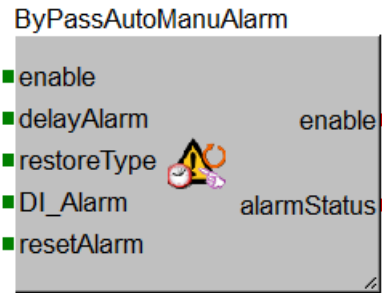 ByPassAutoManuAlarm
enable
delayAlarm
enable
restoreType
DI_Alarm
alarmStatus
resetAlarm